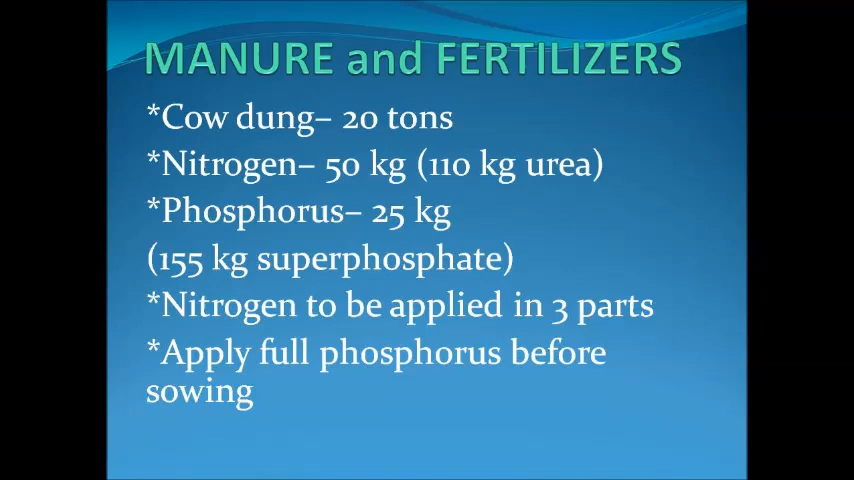 MANURE and FERTILIZERS
*Cow dung– 20 tons
*Nitrogen– 50 kg (110 kg urea)
*Phosphorus– 25 kg
(155 kg superphosphate)
*Nitrogen to be applied in 3 parts
*Apply full phosphorus before
sowing